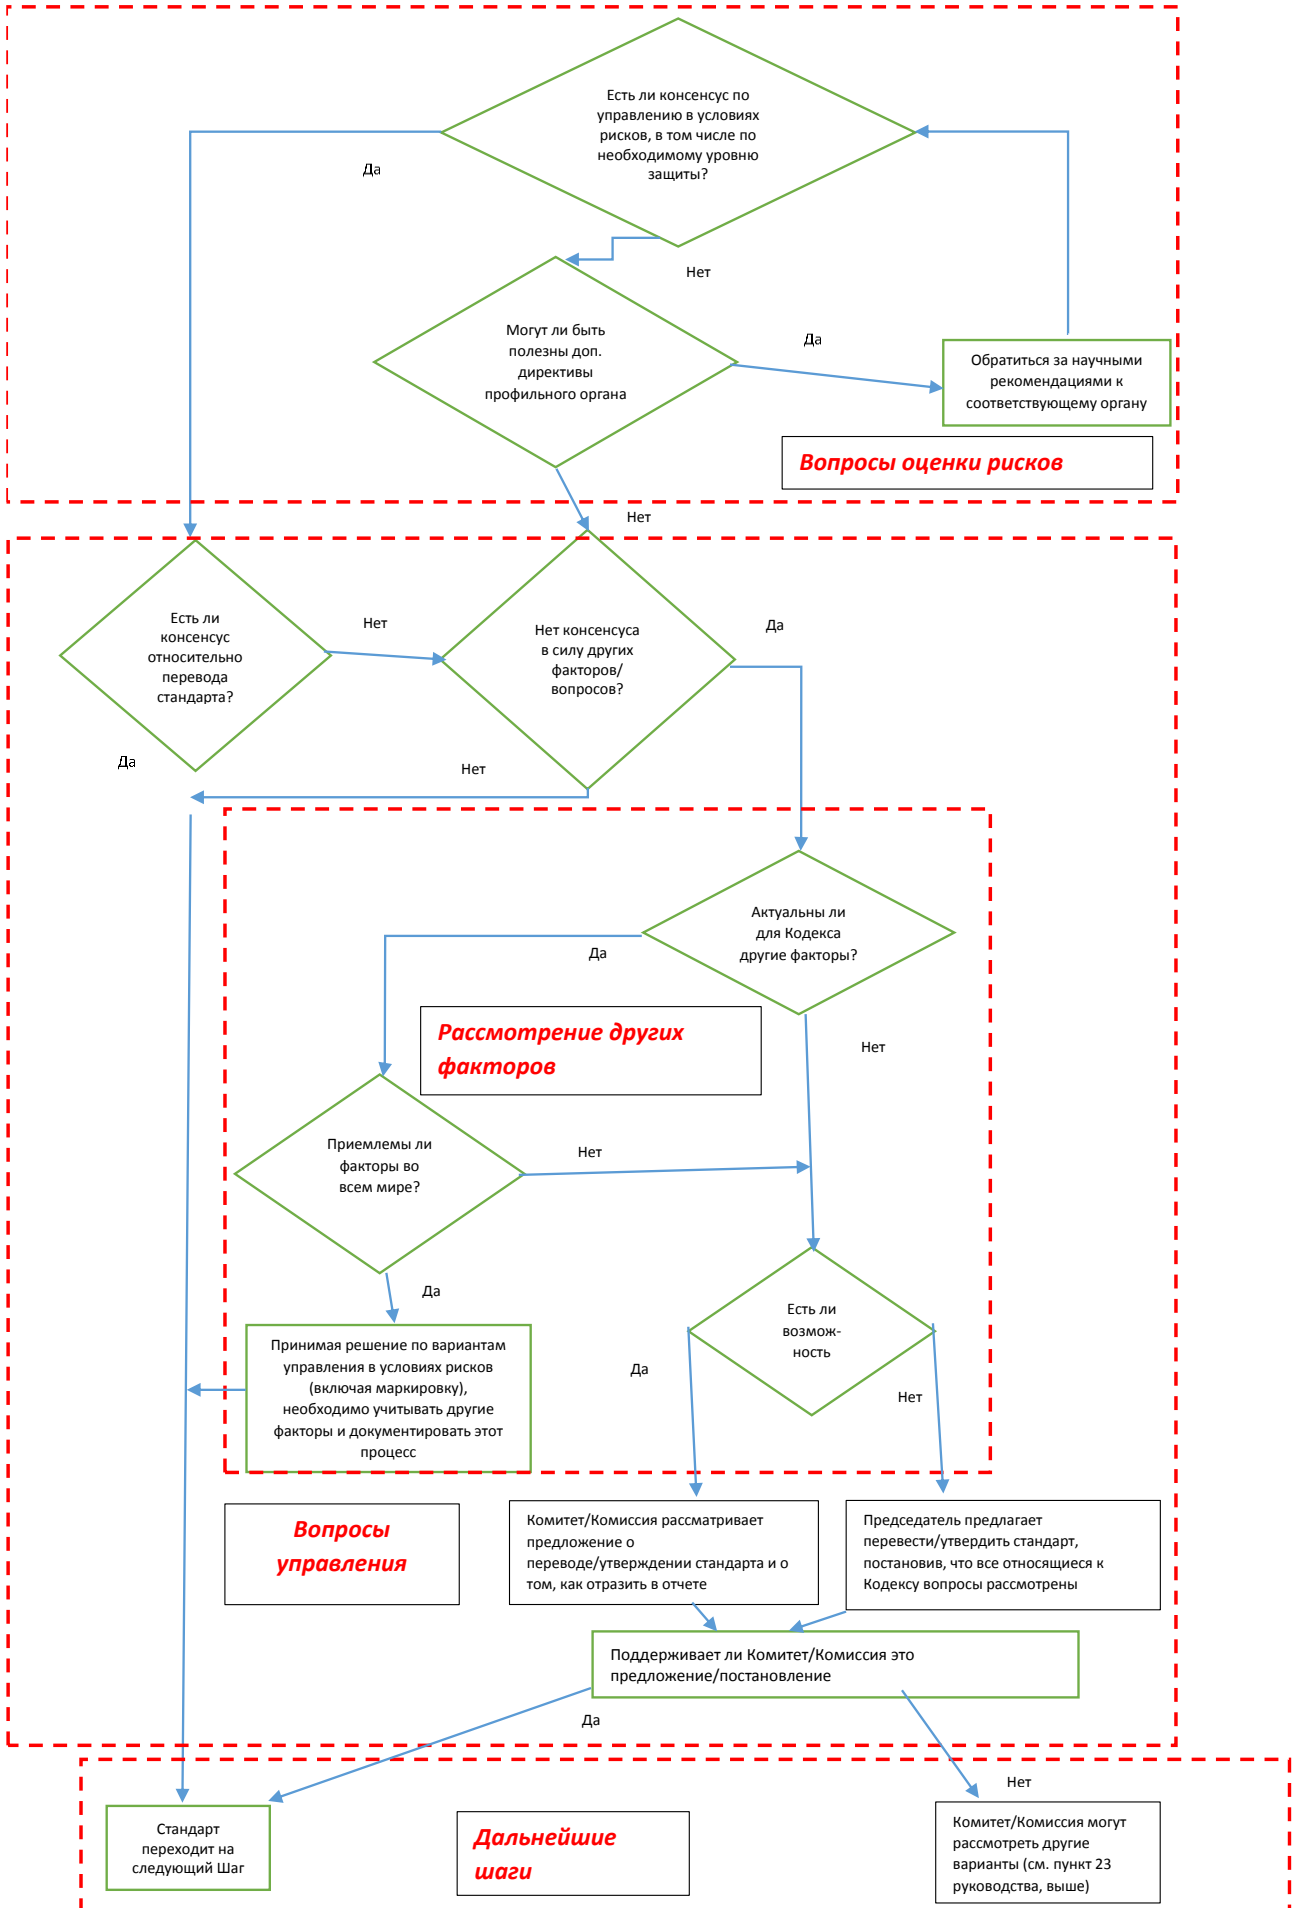 Есть ли консенсус по
управлению в условиях
рисков, в том числе по
необходимому уровню
защиты?
Да
Нет
Могут ли быть
полезны доп.
директивы
профильного органа
Да
Обратиться за научными
рекомендациями к
соответствующему органу
Вопросы оценки рисков
Нет
Есть ли
консенсус
относительно
перевода
стандарта?
Нет
Нет консенсуса
в силу других
факторов/
вопросов?
Да
Да
Нет
Актуальны ли
для Кодекса
другие факторы?
Да
Рассмотрение других
факторов
Нет
Приемлемы ли
факторы во
всем мире?
Нет
Да
Есть ли
возмож-
ность
Да
Нет
Принимая решение по вариантам
управления в условиях рисков
(включая маркировку),
необходимо учитывать другие
факторы и документировать этот
процесс
Вопросы
управления
Комитет/Комиссия рассматривает
предложение о
переводе/утверждении стандарта и о
том, как отразить в отчете
Председатель предлагает
перевести/утвердить стандарт,
постановив, что все относящиеся к
Кодексу вопросы рассмотрены
Поддерживает ли Комитет/Комиссия это
предложение/постановление
Да
Нет
Стандарт
переходит на
следующий Шаг
Дальнейшие
шаги
Комитет/Комиссия могут
рассмотреть другие
варианты (см. пункт 23
руководства, выше)